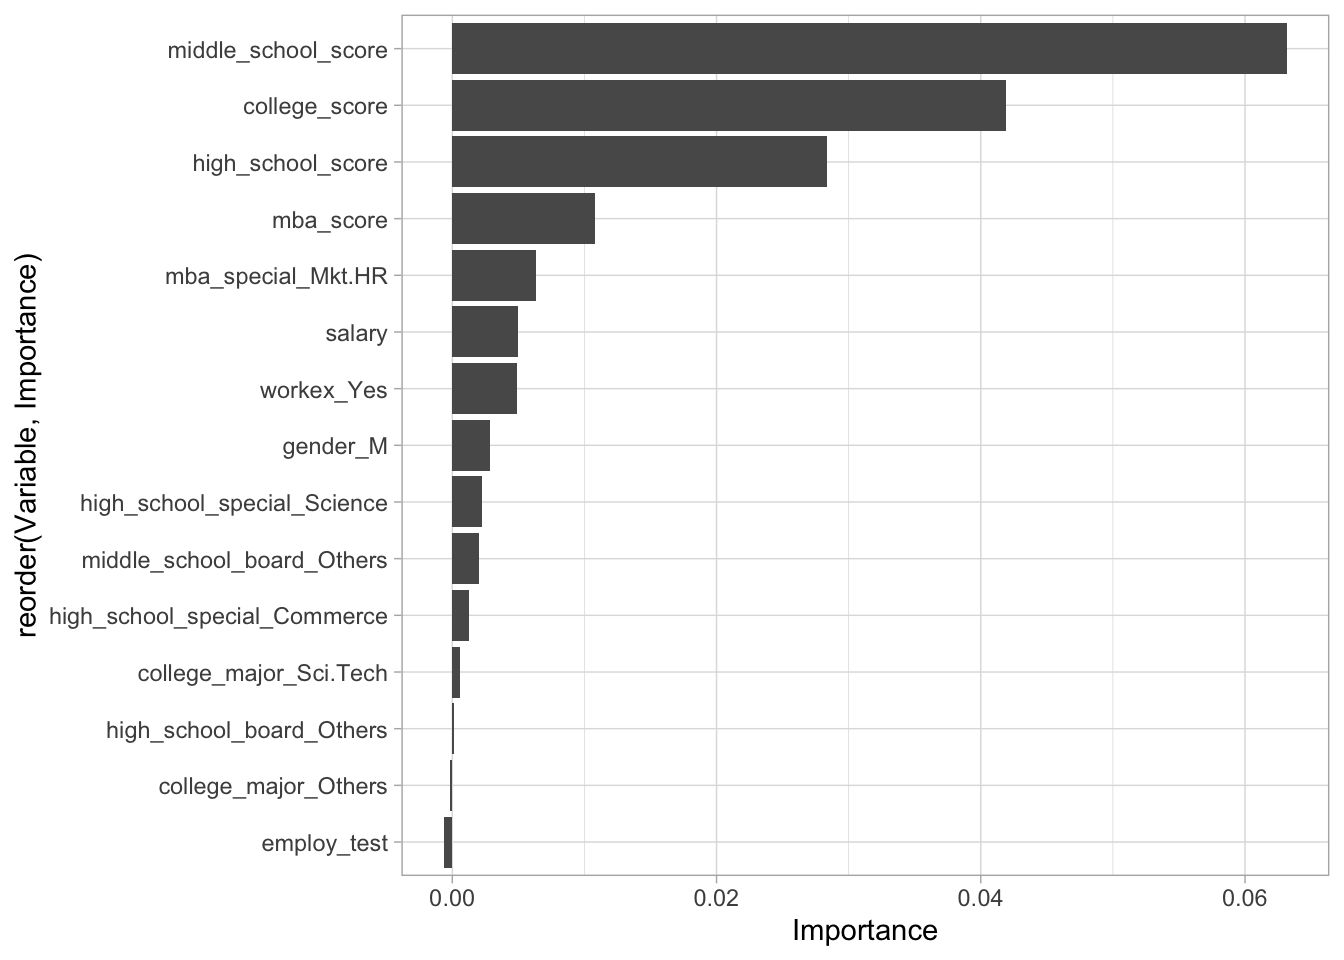 middle_school_score
college_score
high_school_score
mba_score
mba_special_Mkt.HR
salary
workex_Yes
gender_M
high_school_special_Science
middle_school_board_Others
high_school_special_Commerce
college_major_Sci.Tech
high_school_board_Others
college_major_Others
employ_test
reorder(Variable, Importance)
0.00 0.02 0.04 0.06
Importance